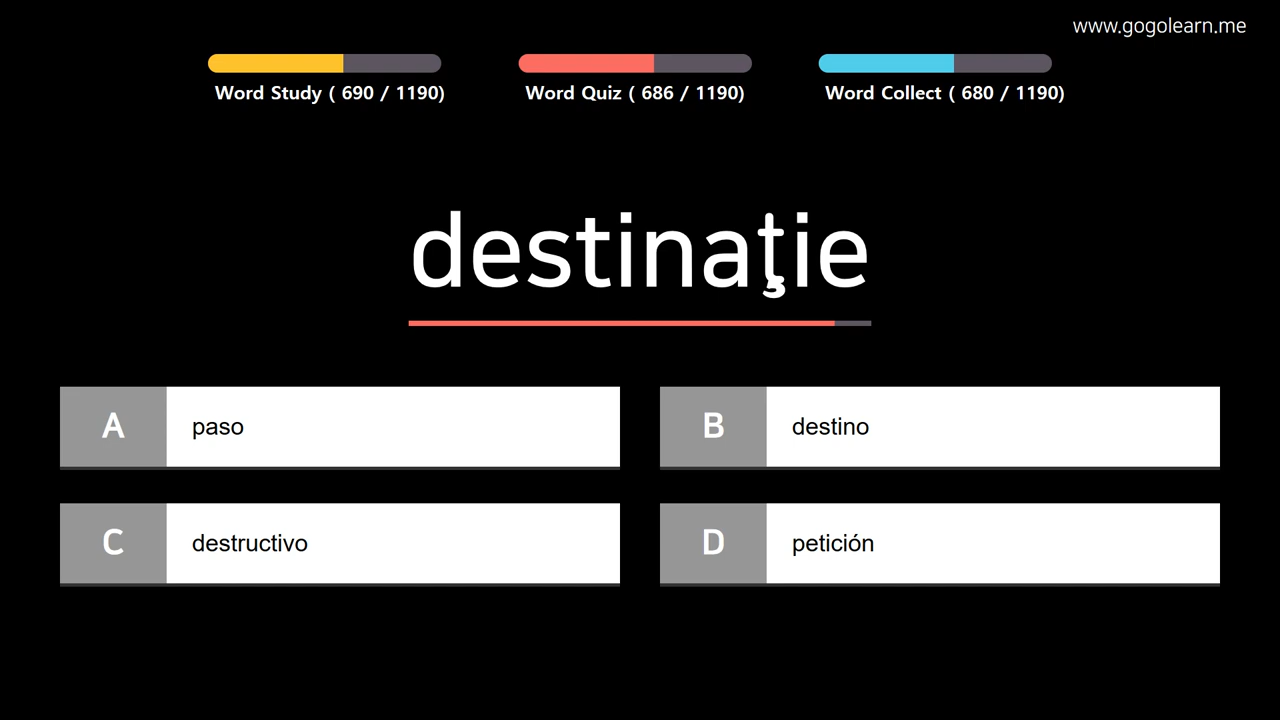 www.gogolearn.me
Word Study ( 690 / 1190)
Word Quiz ( 686 / 1190)
Word Collect ( 680 / 1190)
destinaţie
A paso
B destino
C destructivo
D petición